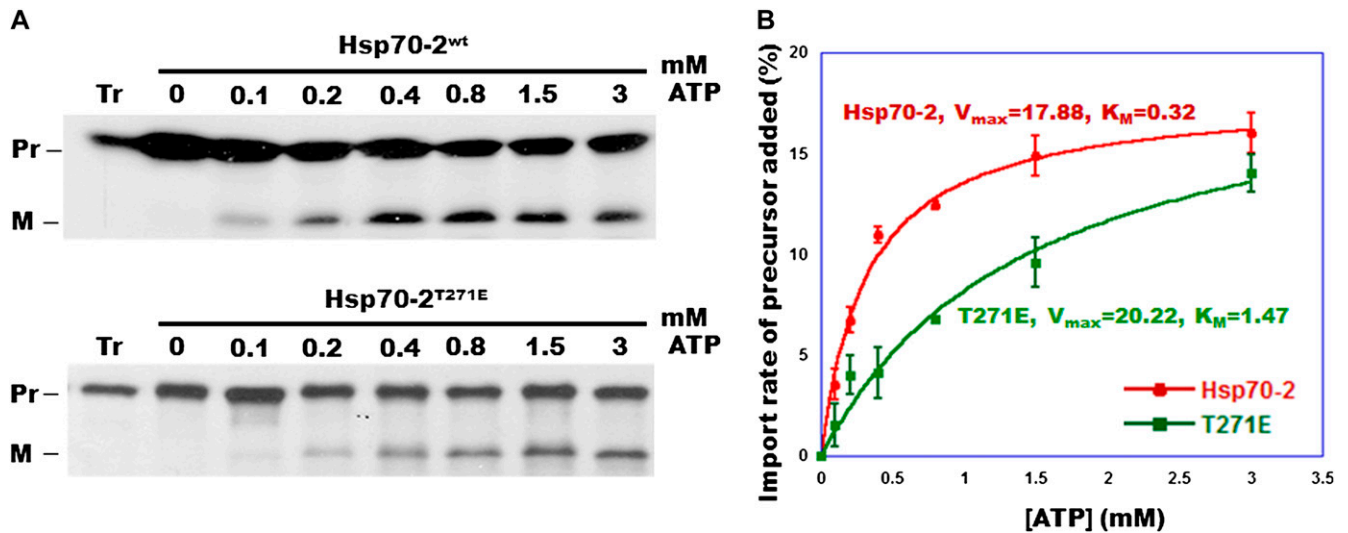 A
Hsp70-2wt
mM
Tr 0 0.1 0.2 0.4 0.8 1.5 3 ATP
Pr –
M –
Hsp70-2T271E
mM
Tr 0 0.1 0.2 0.4 0.8 1.5 3 ATP
Pr –
M –
B
Import rate of precursor added (%)
20
15
10
5
0
Hsp70-2, Vmax=17.88, KM=0.32
T271E, Vmax=20.22, KM=1.47
Hsp70-2
T271E
0 0.5 1 1.5 2 2.5 3 3.5
[ATP] (mM)